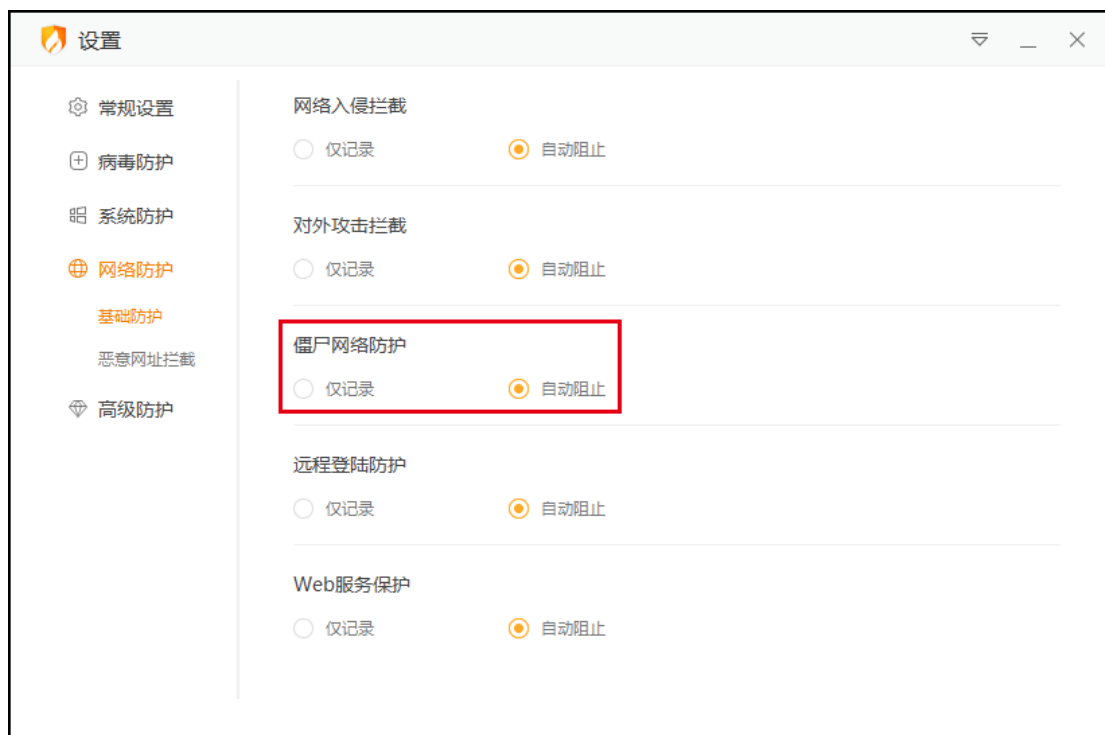 设置
常规设置
病毒防护
系统防护
网络防护
基础防护
恶意网址拦截
高级防护
网络入侵拦截
仅记录 自动阻止
对外攻击拦截
仅记录 自动阻止
僵尸网络防护
仅记录 自动阻止
远程登陆防护
仅记录 自动阻止
Web服务保护
仅记录 自动阻止